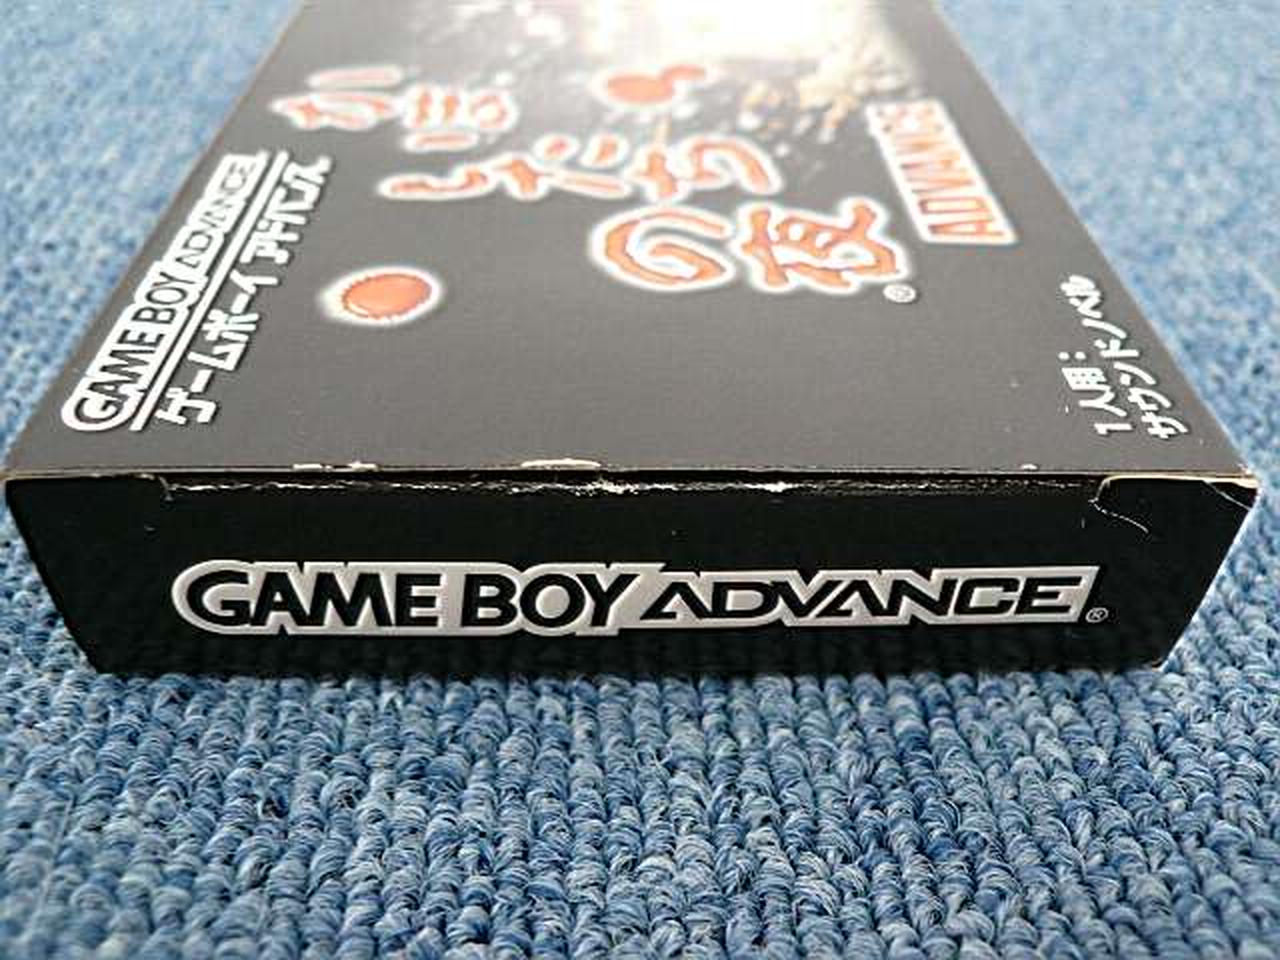 GAME BOY ADVANCE
ゲームボーイ アドバンス
かまいたち
の夜®
ADVANCE
1人用:
サウンドノベル
GAME BOY ADVANCE®